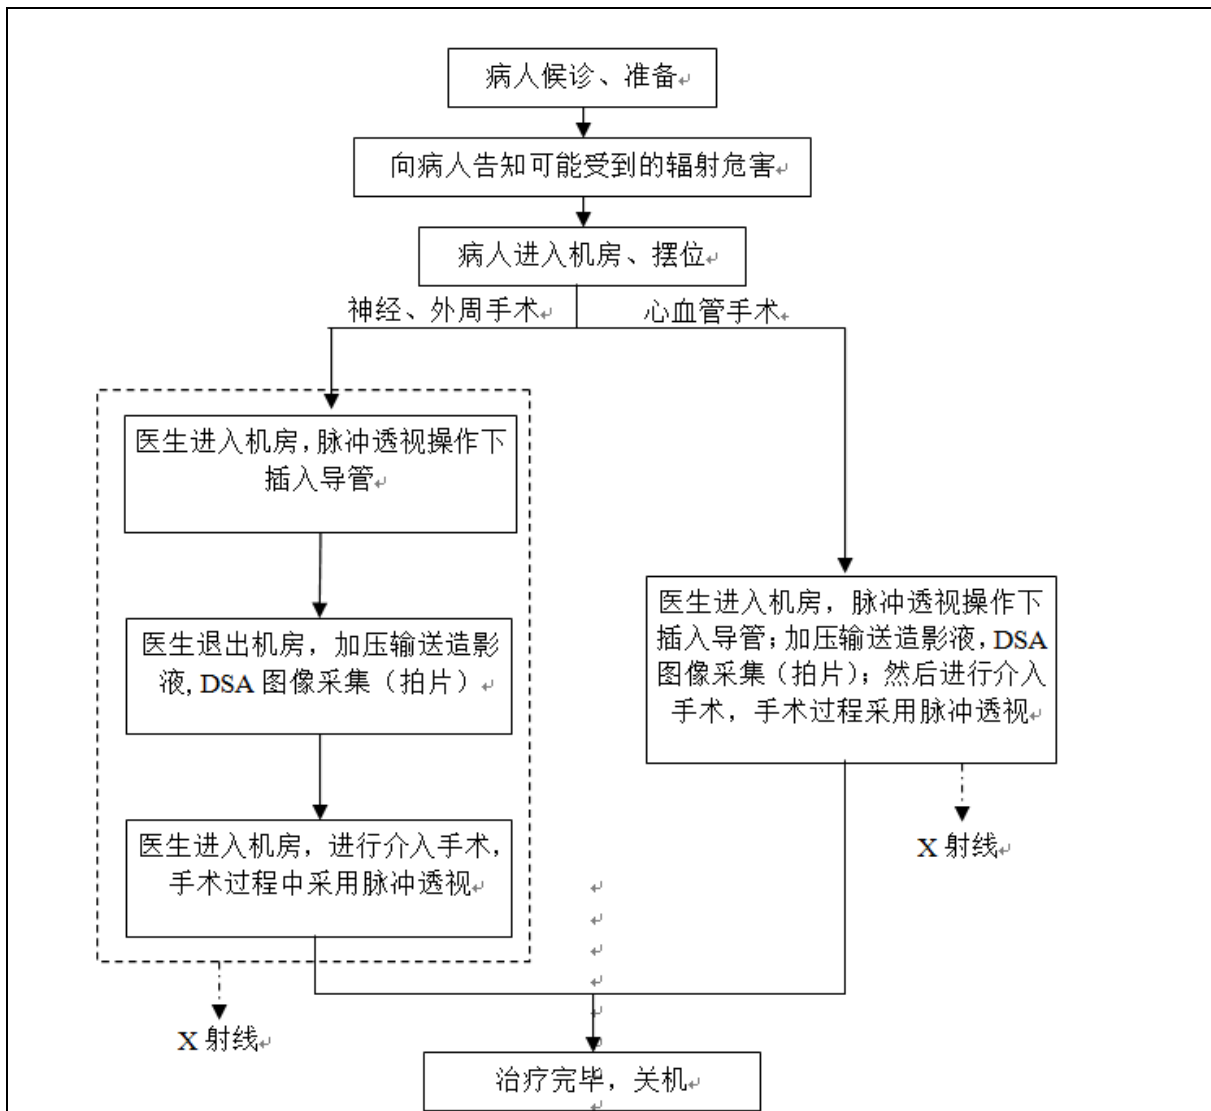 病人候诊、准备
向病人告知可能受到的辐射危害
病人进入机房、摆位
神经、外周手术
心血管手术
医生进入机房,脉冲透视操作下
插入导管
医生退出机房，加压输送造影
液,DSA 图像采集（拍片）
医生进入机房，进行介入手术，
手术过程中采用脉冲透视
X 射线
医生进入机房，脉冲透视操作下
插入导管；加压输送造影液，DSA
图像采集（拍片）；然后进行介入
手术，手术过程采用脉冲透视
X 射线
治疗完毕，关机